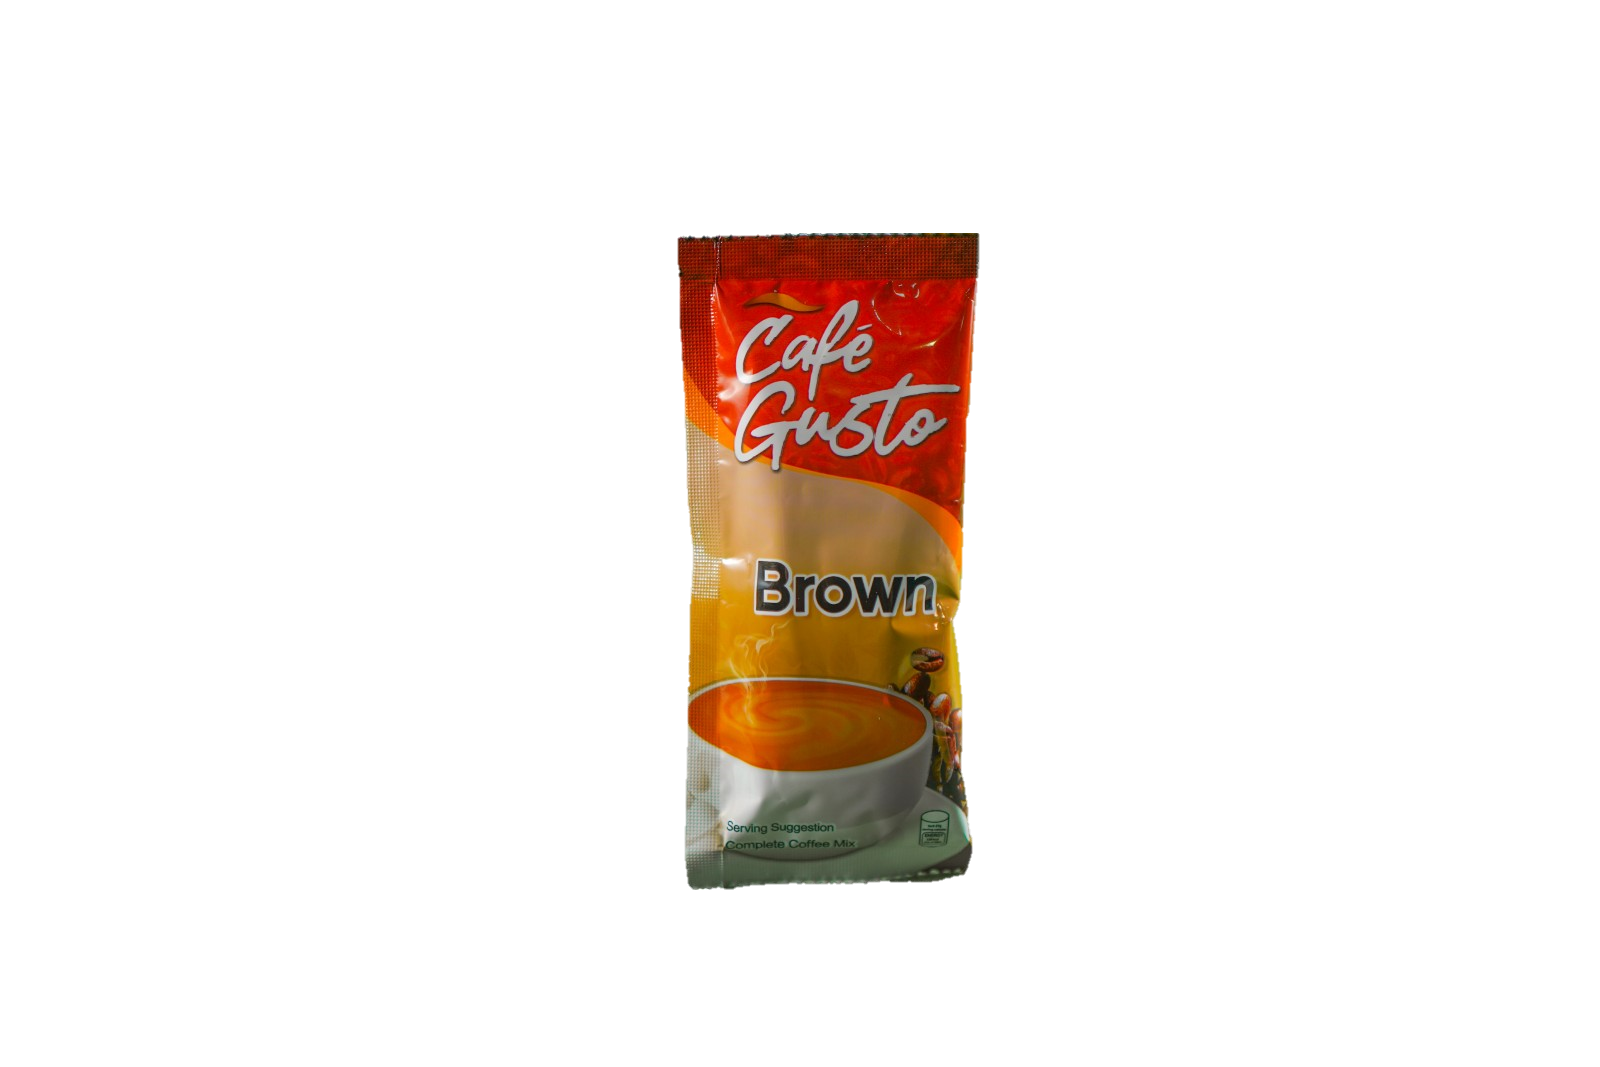 Café
Gusto
Brown
Serving Suggestion
Complete Coffee Mix